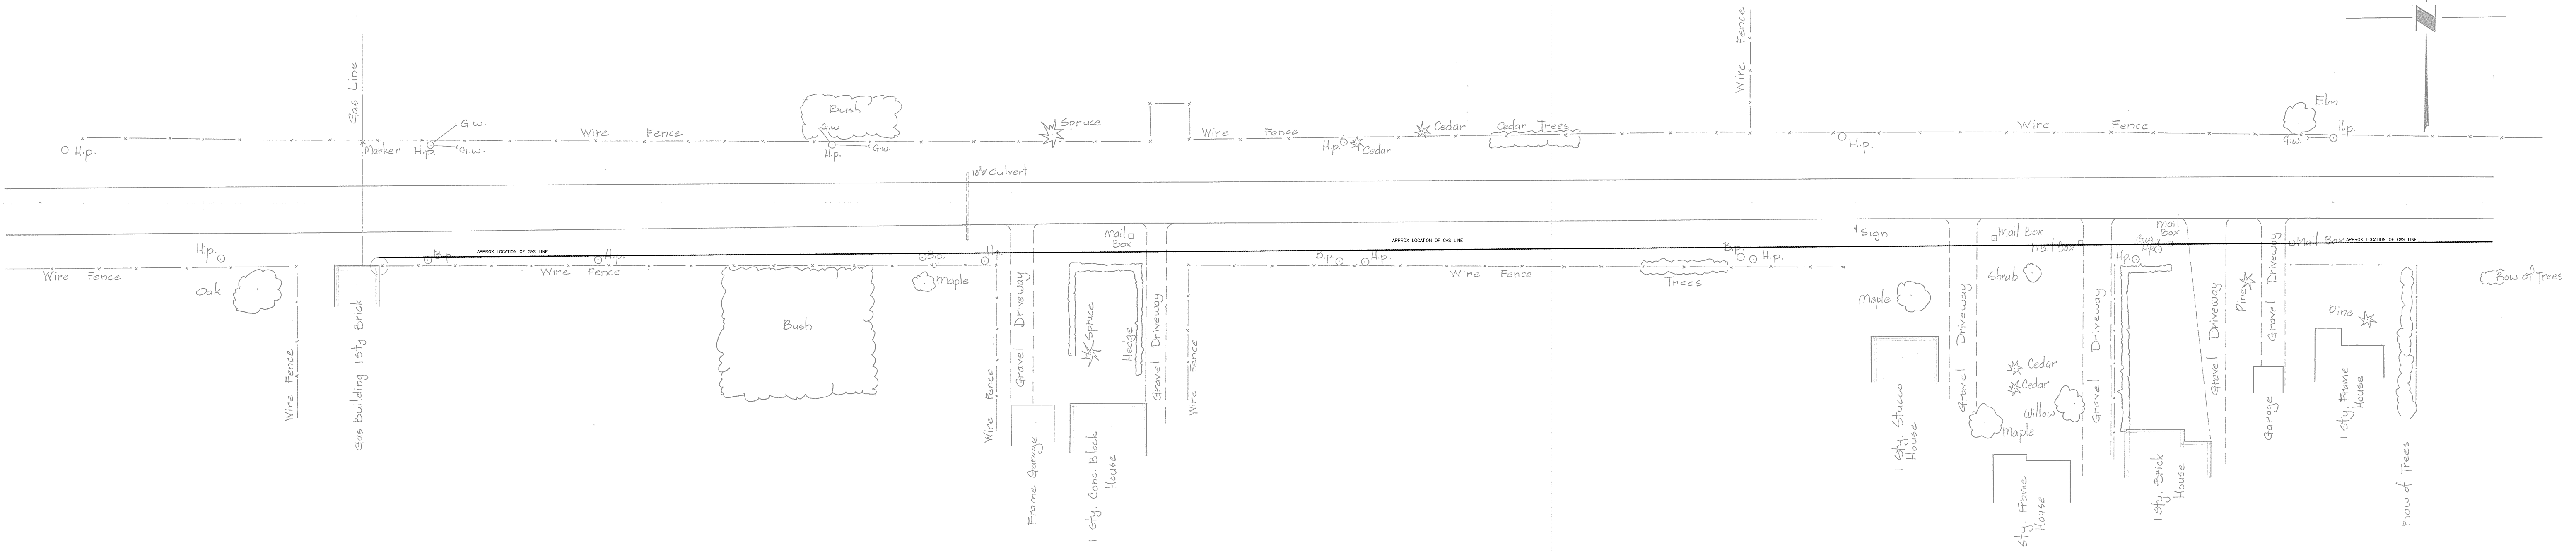 Gas Line
G.w.
Wire Fence
Marker
H.p.
G.w.
H.p.
Bush
G.w.
H.p.
G.w.
Spruce
Wire Fence
H.p.
Cedar
Cedar
Cedar Trees
Wire Fence
H.p.
Wire Fence
Elm
G.w.
H.p.
18"ø Culvert
H.p.
Wire Fence
Oak
Wire Fence
Gas Building 1 Sty. Brick
APPROX LOCATION OF GAS LINE
B.p.
H.p.
Wire Fence
Bush
B.p.
Maple
H.p.
Wire Fence
Gravel Driveway
Frame Garage
Mail
Box
Spruce
Hedge
1 Sty. Conc. Block
House
Gravel Driveway
Wire Fence
APPROX LOCATION OF GAS LINE
B.p.
H.p.
Wire Fence
Trees
B.p.
H.p.
Sign
Maple
1 Sty. Stucco
House
Gravel Driveway
Mail Box
Shrub
Cedar
Cedar
Maple
Willow
Sty. Frame
House
Mail Box
Gravel Driveway
Mail
Box
G.w.
H.p.
H.p.
1 Sty. Brick
House
Gravel Driveway
Pine
Gravel Driveway
Garage
Mail Box
APPROX LOCATION OF GAS LINE
Pine
1 Sty. Frame
House
Row of Trees
Row of Trees